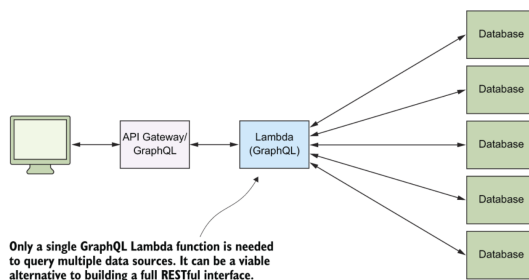 Database
Database
API Gateway/
GraphQL
Lambda
(GraphQL)
Database
Database
Database
Only a single GraphQL Lambda function is needed
to query multiple data sources. It can be a viable
alternative to building a full RESTful interface.